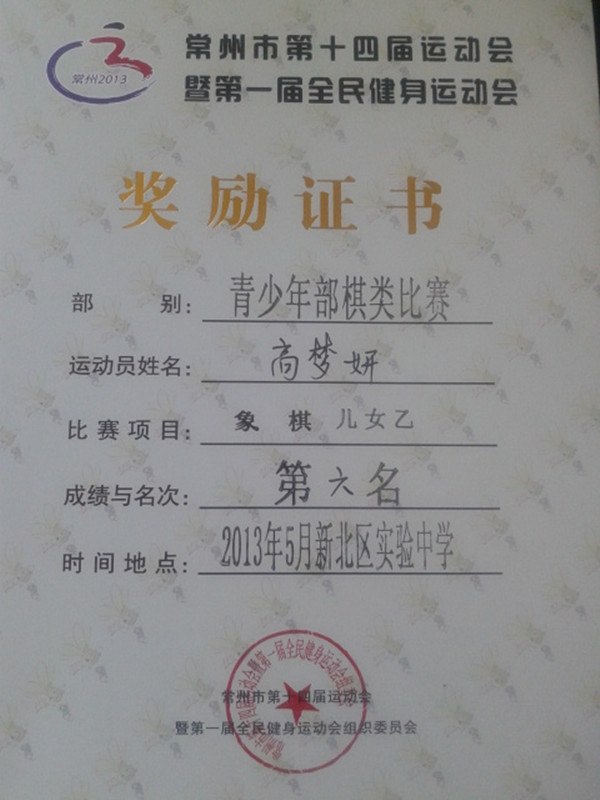 常州市第十四届运动会
暨第一届全民健身运动会
常州2013
奖励证书
部 别： 青少年部棋类比赛
运动员姓名： 高梦妍
比赛项目： 象 棋 儿女乙
成绩与名次： 第六名
时间地点： 2013年5月新北区实验中学
常州市第十四届运动会
暨第一届全民健身运动会组织委员会